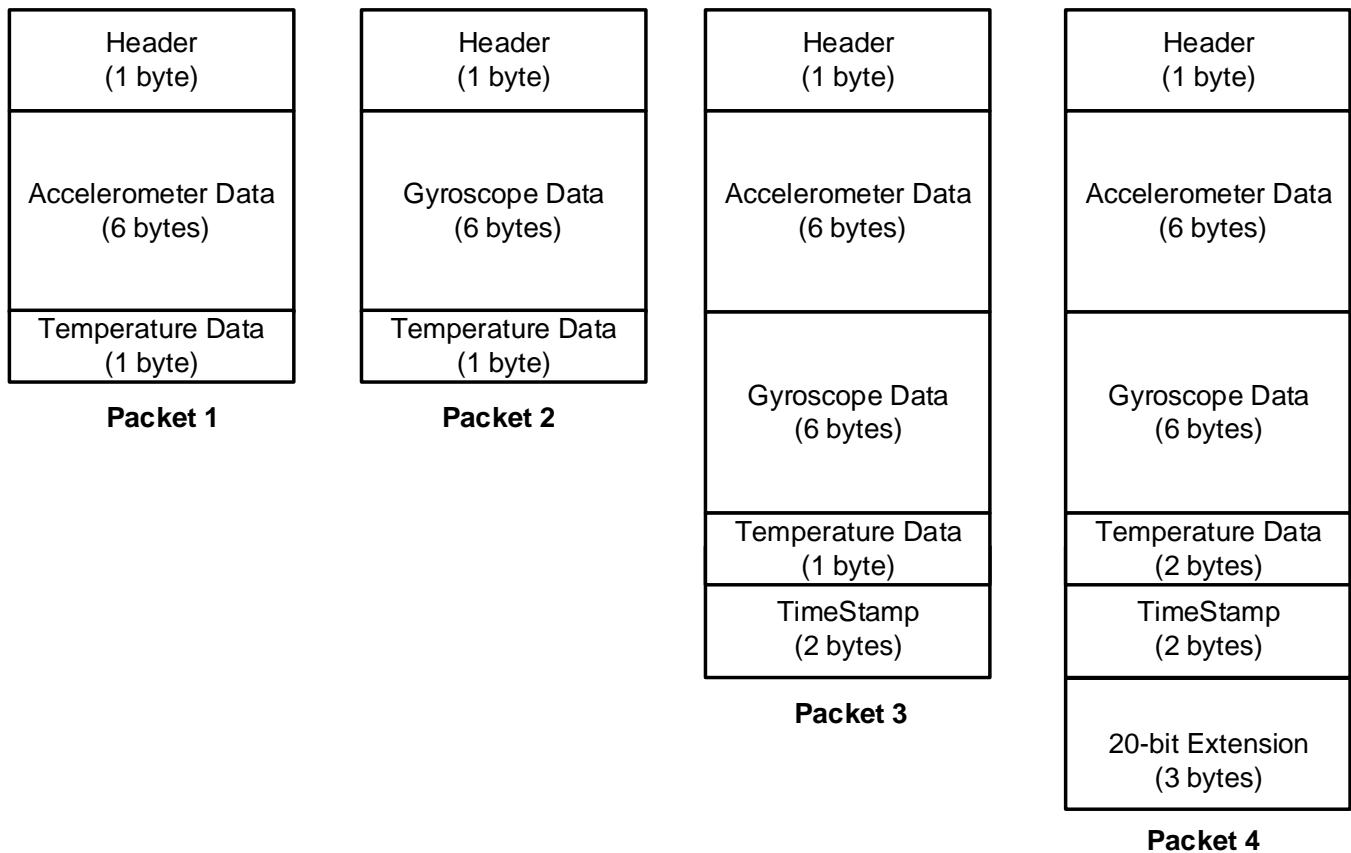 Header
(1 byte)
Accelerometer Data
(6 bytes)
Temperature Data
(1 byte)
Packet 1
Header
(1 byte)
Gyroscope Data
(6 bytes)
Temperature Data
(1 byte)
Packet 2
Header
(1 byte)
Accelerometer Data
(6 bytes)
Gyroscope Data
(6 bytes)
Temperature Data
(1 byte)
TimeStamp
(2 bytes)
Packet 3
Header
(1 byte)
Accelerometer Data
(6 bytes)
Gyroscope Data
(6 bytes)
Temperature Data
(2 bytes)
TimeStamp
(2 bytes)
20-bit Extension
(3 bytes)
Packet 4